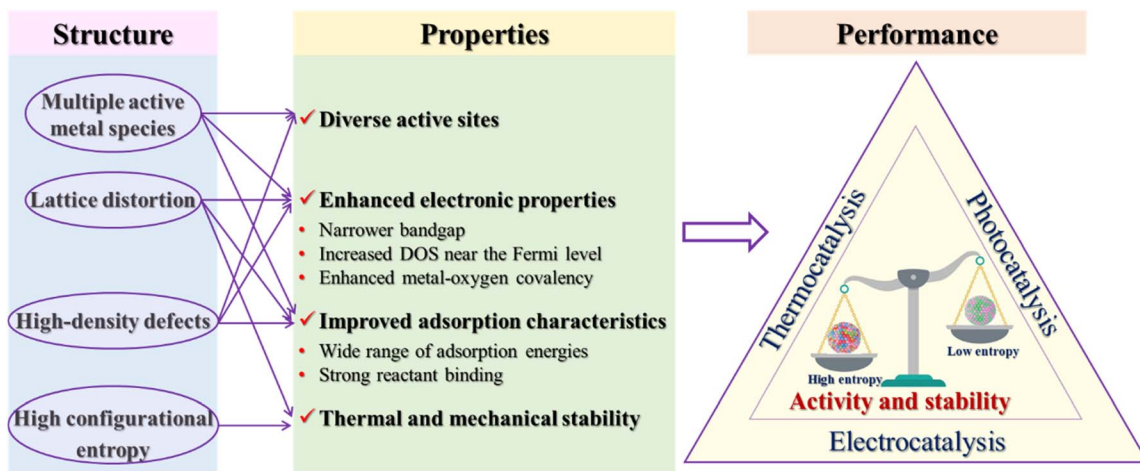 Structure
Multiple active
metal species
Lattice distortion
High-density defects
High configurational
entropy
Properties
✓ Diverse active sites
✓ Enhanced electronic properties
• Narrower bandgap
• Increased DOS near the Fermi level
• Enhanced metal-oxygen covalency
✓ Improved adsorption characteristics
• Wide range of adsorption energies
• Strong reactant binding
✓ Thermal and mechanical stability
Performance
Thermocatalysis
Photocatalysis
High entropy
Low entropy
Activity and stability
Electrocatalysis